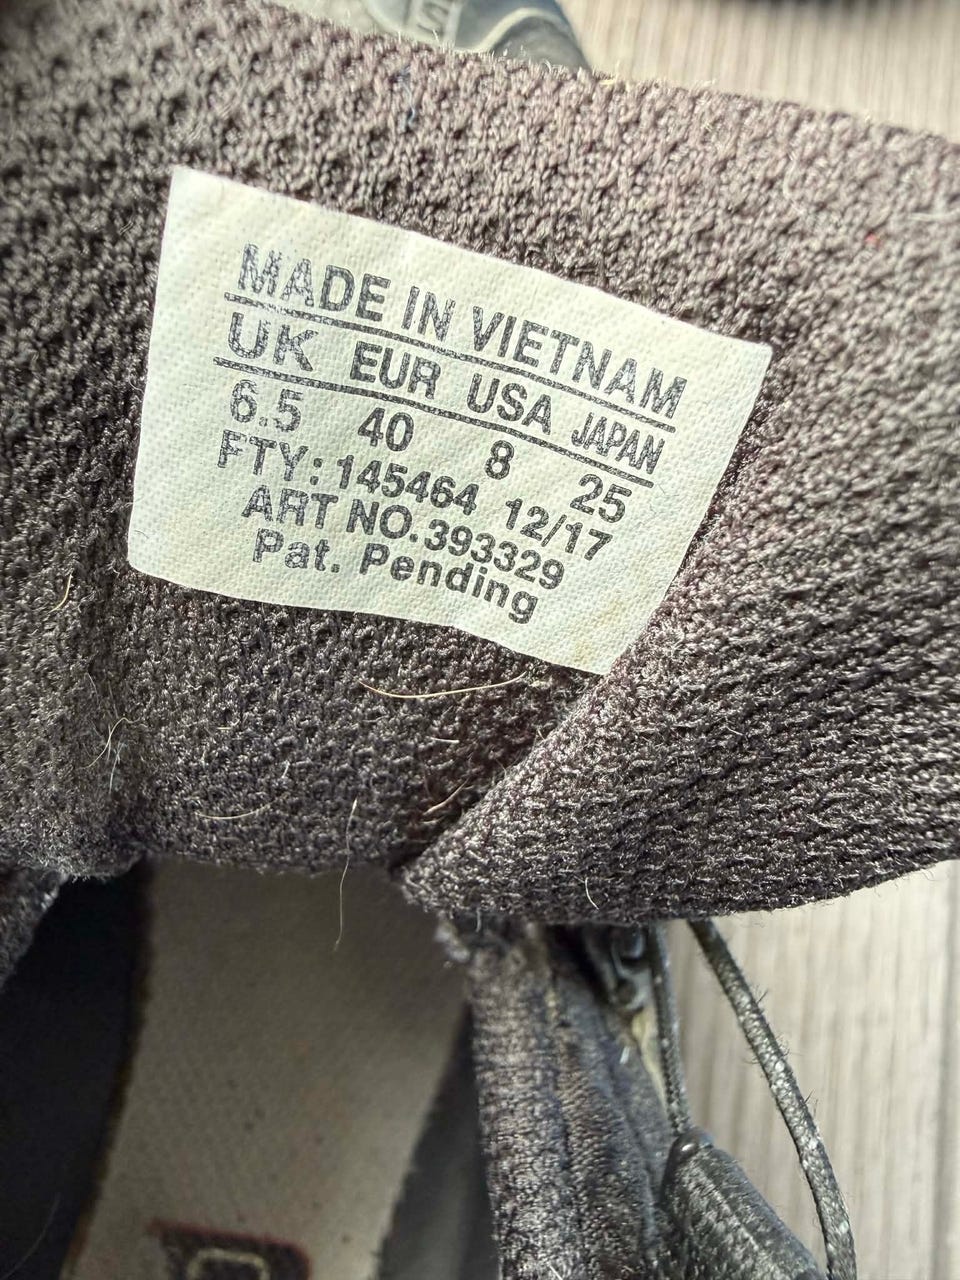 MADE IN VIETNAM
UK EUR USA JAPAN
6.5 40 8 25
FTY: 145464 12/17
ART NO.393329
Pat. Pending